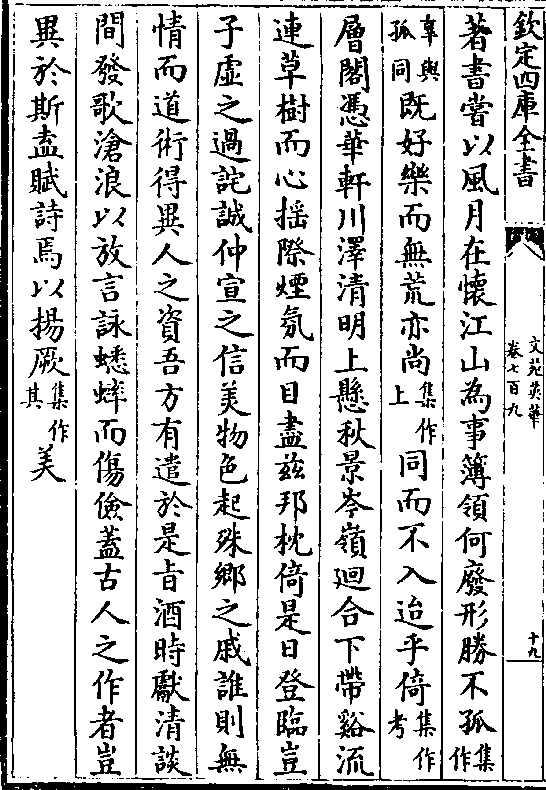 欽定四庫全書
文苑英華
卷七百九
十九
著書嘗以風月在懷江山為事簿領何廢形勝不孤集作
辜與孤同既好樂而無荒亦尚集作上同而不入迨乎倚集作考
層閣憑華軒川澤清明上懸秋景岑嶺迴合下帶谿流
連草樹而心揺際煙氛而目盡兹邦枕倚是日登臨豈
子虛之過詫誠仲宣之信美物色起殊鄉之戚誰則無
情而道術得異人之資吾方有遣於是旨酒時獻清談
間發歌滄浪以放言詠蟋蟀而傷儉蓋古人之作者豈
異於斯盍賦詩焉以揚厥集作其美